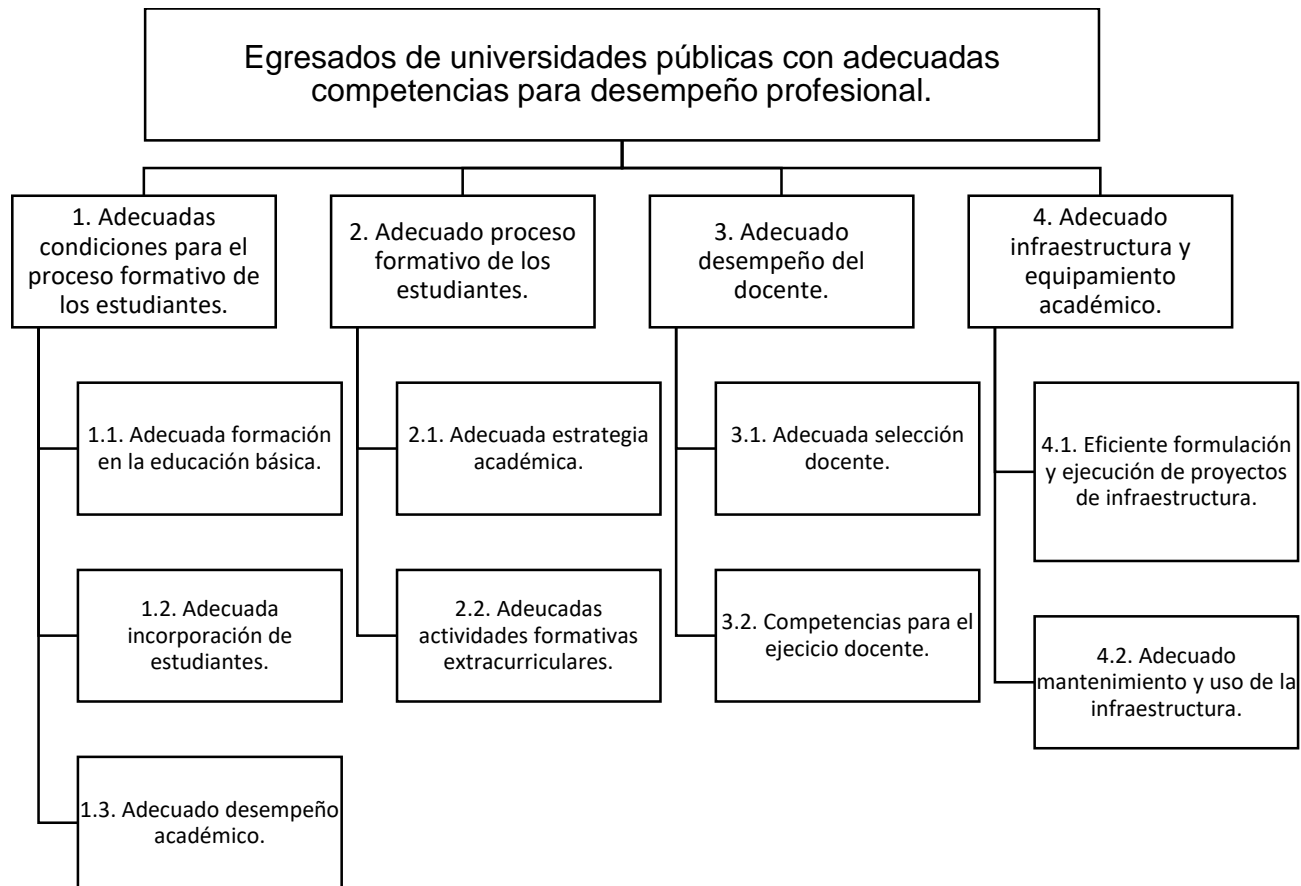 Egresados de universidades públicas con adecuadas
competencias para desempeño profesional.
1. Adecuadas
condiciones para el
proceso formativo de
los estudiantes.
2. Adecuado proceso
formativo de los
estudiantes.
3. Adecuado
desempeño del
docente.
4. Adecuado
infraestructura y
equipamiento
académico.
1.1. Adecuada formación
en la educación básica.
2.1. Adecuada estrategia
académica.
3.1. Adecuada selección
docente.
4.1. Eficiente formulación
y ejecución de proyectos
de infraestructura.
1.2. Adecuada
incorporación de
estudiantes.
2.2. Adeucadas
actividades formativas
extracurriculares.
3.2. Competencias para el
ejecicio docente.
4.2. Adecuado
mantenimiento y uso de la
infraestructura.
1.3. Adecuado desempeño
académico.